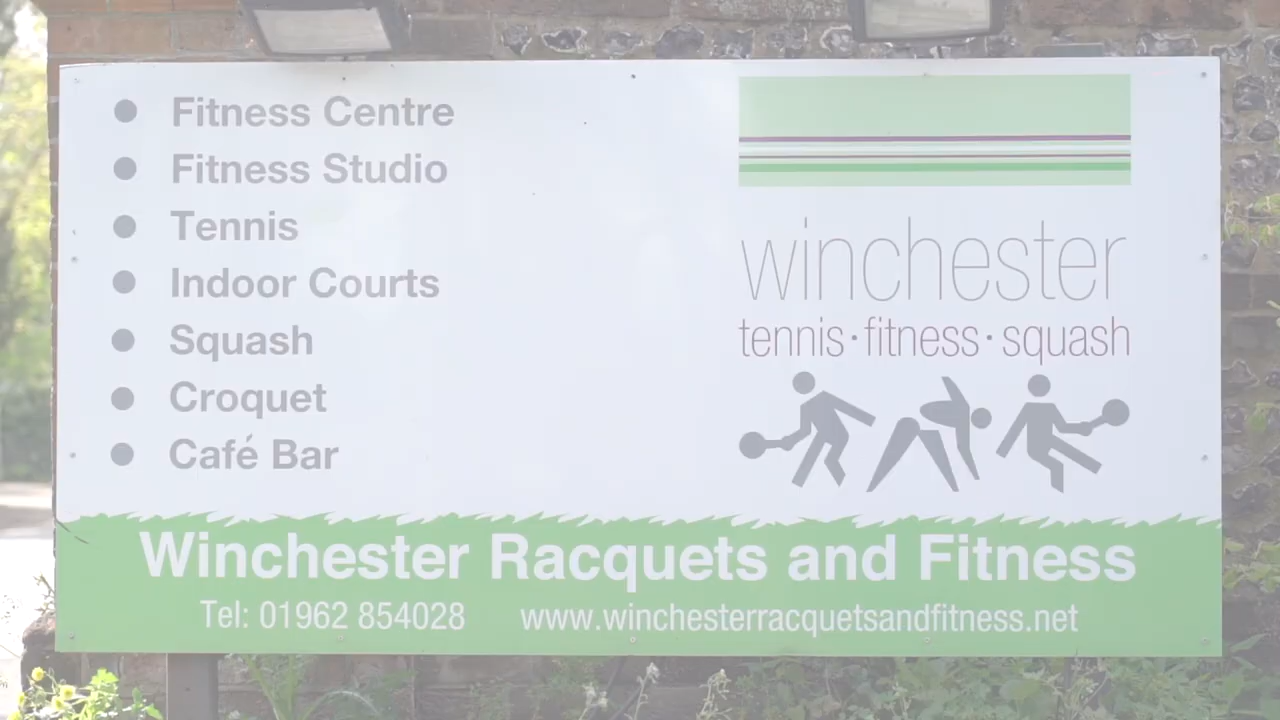 Fitness Centre
Fitness Studio
Tennis
Indoor Courts
Squash
Croquet
Café Bar
winchester
tennis·fitness·squash
Winchester Racquets and Fitness
Tel: 01962 854028 www.winchesterracquetsandfitness.net